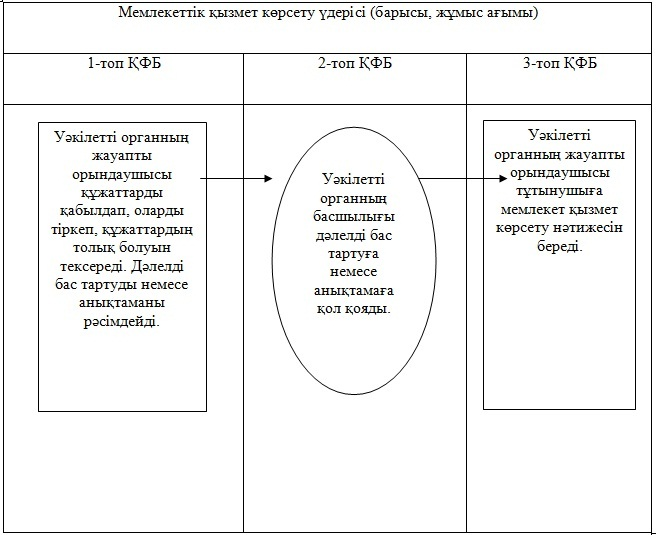 Мемлекеттік қызмет көрсету үдерісі (барысы, жұмыс ағымы)
1-топ ҚФБ
2-топ ҚФБ
3-топ ҚФБ
Уәкілетті органның
жауапты
орындаушысы
құжаттарды
қабылдап, оларды
тіркеп, құжаттардың
толық болуын
тексереді. Дәлелді
бас тартуды немесе
анықтаманы
рәсімдейді.
Уәкілетті
органның
басшылығы
дәлелді бас
тартуға
немесе
анықтамаға
қол қояды.
Уәкілетті
органның жауапты
орындаушысы
тұтынушыға
мемлекет қызмет
көрсету нәтижесін
береді.